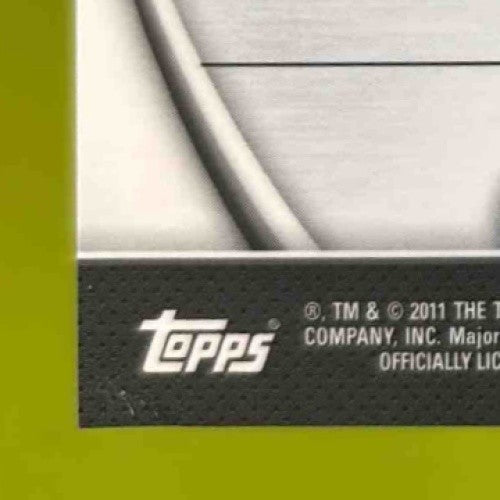 TOPPS®
®, TM & © 2011 THE T
COMPANY, INC. Major
OFFICIALLY LIC